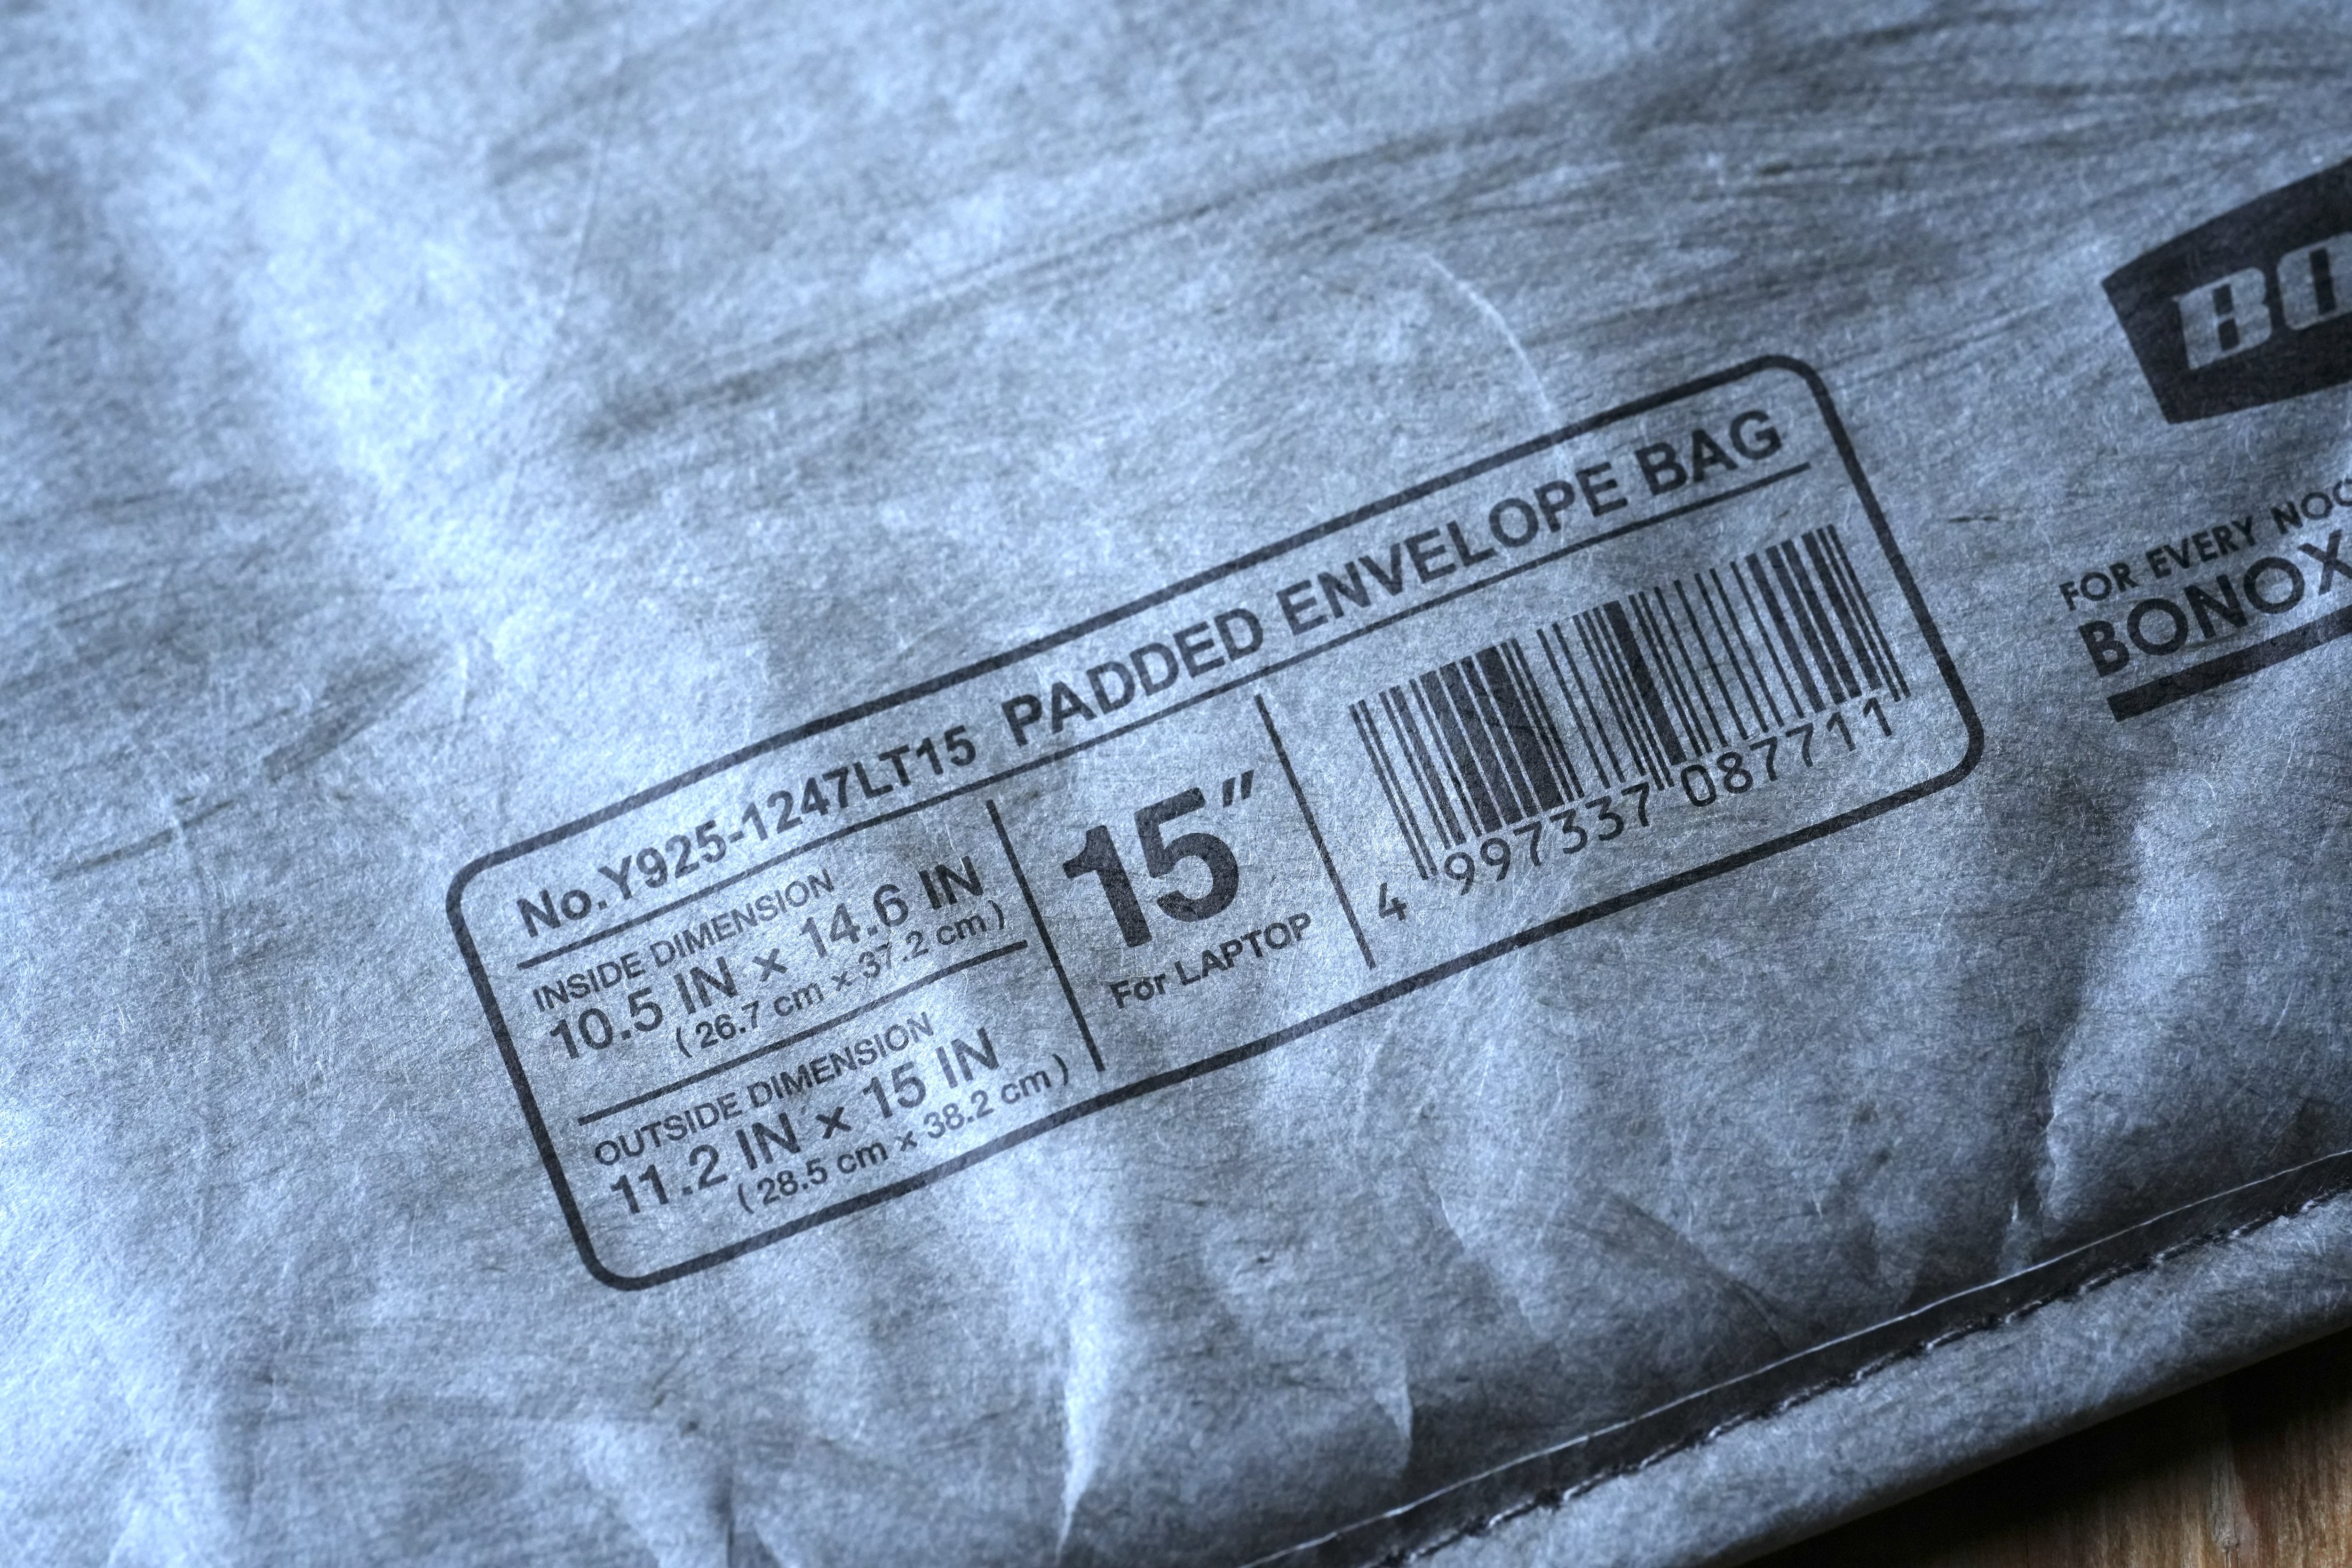 No.Y925-1247LT15 PADDED ENVELOPE BAG
INSIDE DIMENSION
10.5 IN × 14.6 IN
(26.7 cm × 37.2 cm)
OUTSIDE DIMENSION
11.2 IN × 15 IN
(28.5 cm × 38.2 cm)
15″
For LAPTOP
4 997337 087711
BO
FOR EVERY
BONOX